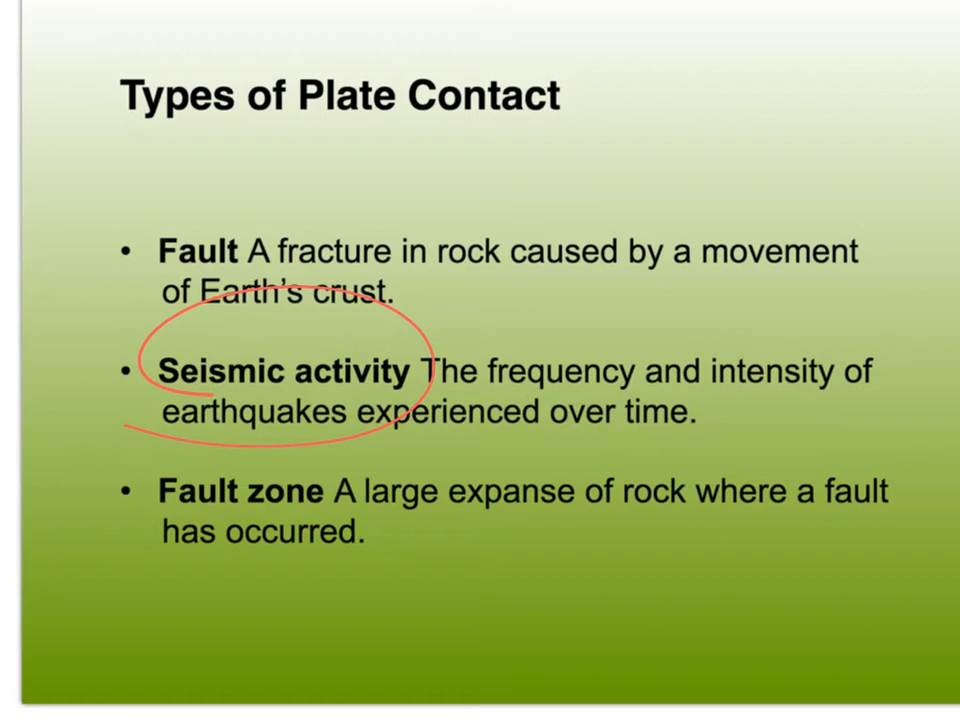 Types of Plate Contact
• Fault A fracture in rock caused by a movement
of Earth's crust.
• Seismic activity The frequency and intensity of
earthquakes experienced over time.
• Fault zone A large expanse of rock where a fault
has occurred.